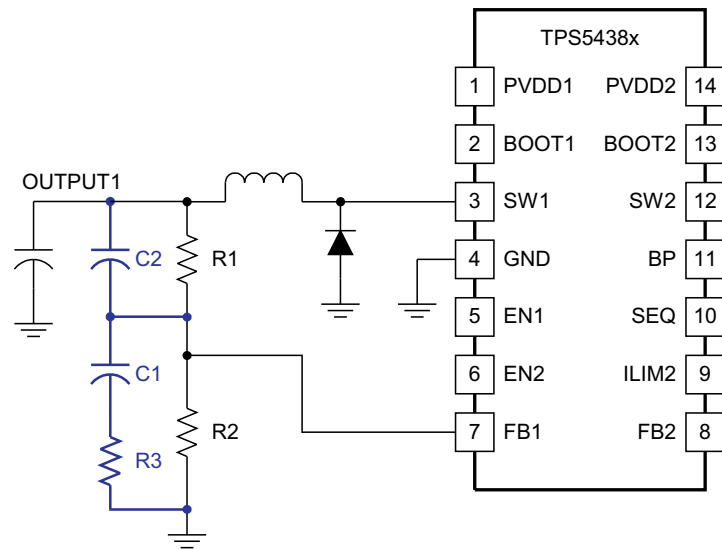 TPS5438x
1 PVDD1 PVDD2 14
2 BOOT1 BOOT2 13
OUTPUT1
3 SW1 SW2 12
C2 R1
4 GND BP 11
5 EN1 SEQ 10
C1
6 EN2 ILIM2 9
R2
7 FB1 FB2 8
R3